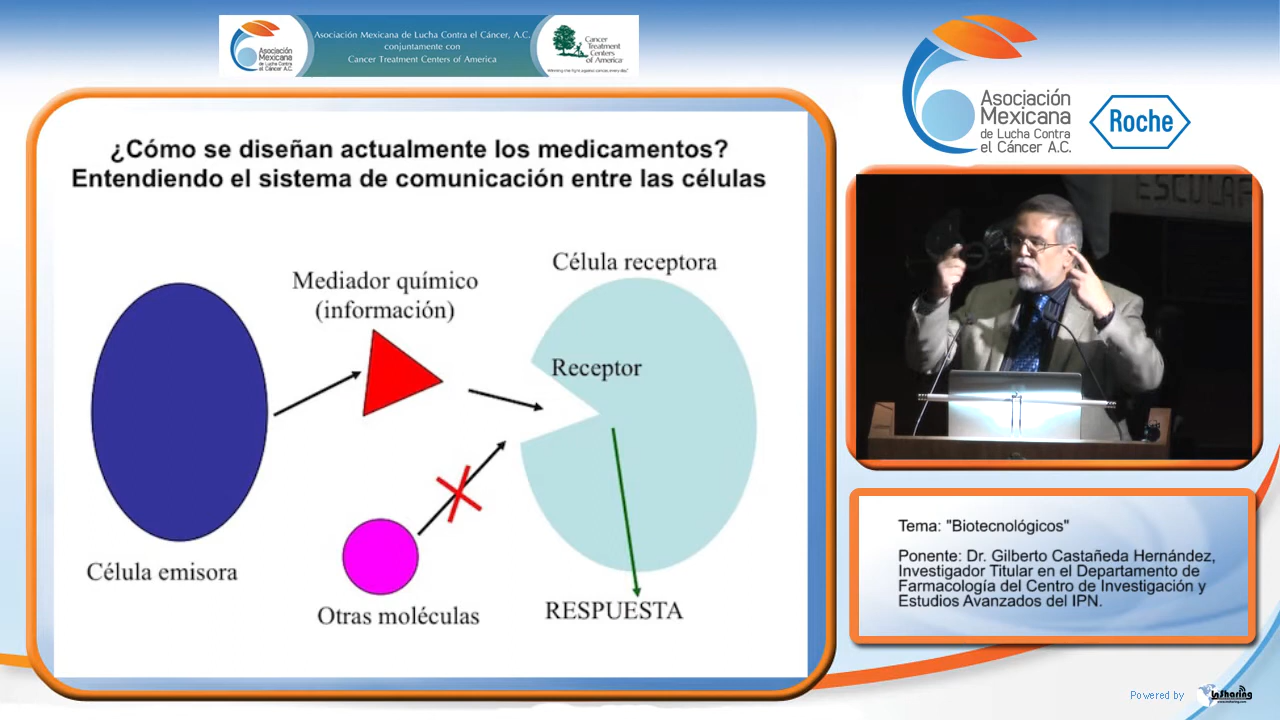 Asociación Mexicana de Lucha Contra el Cáncer, A.C.
conjuntamente con
Cancer Treatment Centers of America
Asociación
Mexicana
de Lucha Contra
el Cáncer A.C.
Cancer
Treatment
Centers
of America
Winning the fight against cancer, every day.
Asociación
Mexicana
de Lucha Contra
el Cáncer A.C.
Roche
¿Cómo se diseñan actualmente los medicamentos?
Entendiendo el sistema de comunicación entre las células
Célula receptora
Mediador químico
(información)
Receptor
Célula emisora
Otras moléculas
RESPUESTA
Tema: "Biotecnológicos"
Ponente: Dr. Gilberto Castañeda Hernández,
Investigador Titular en el Departamento de
Farmacología del Centro de Investigación y
Estudios Avanzados del IPN.
Powered by
InSharing